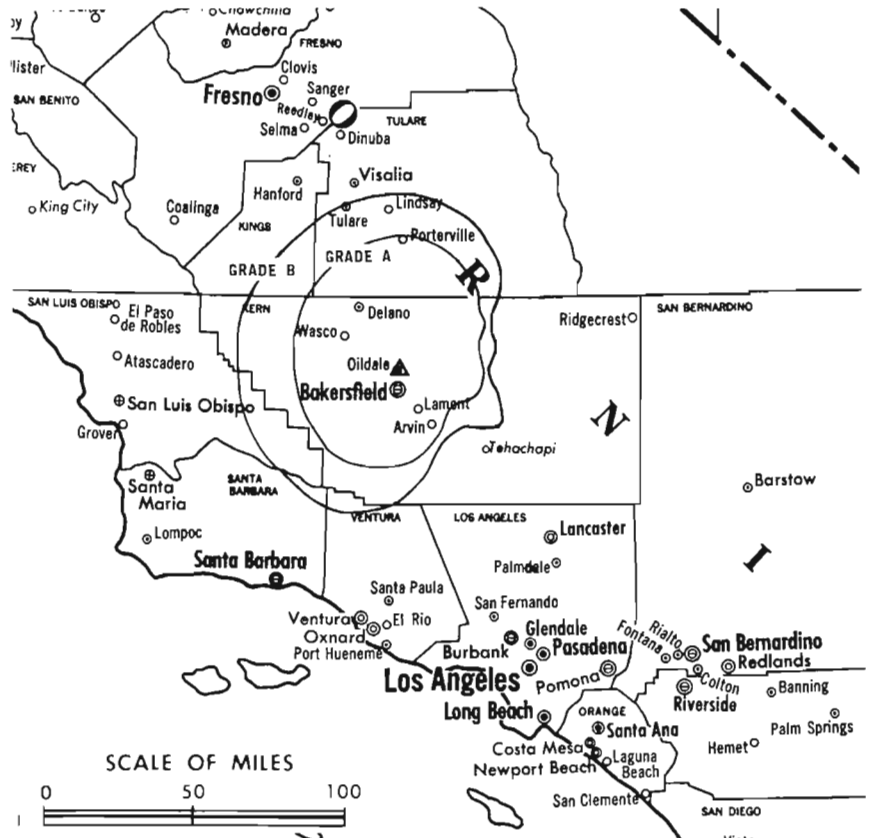 Madera
FRESNO
Clovis
Fresno
Sanger
SAN BENITO
Reedley
TULARE
Selma
Dinuba
Visalia
Hanford
King City
Coalinga
Lindsay
Tulare
KINGS
Porterville
GRADE B
GRADE A
R
SAN LUIS OBISPO
KERN
SAN BERNARDINO
El Paso
de Robles
Delano
Ridgecrest
Wasco
Atascadero
Oildale
Bakersfield
San Luis Obispo
Lament
Arvin
N
Grover
Tehachapi
Santa
Maria
SANTA
BARBARA
Barstow
VENTURA
LOS ANGELES
Lompoc
Lancaster
Santa Barbara
Palmdale
I
Santa Paula
San Fernando
Ventura
El Rio
Oxnard
Port Hueneme
Burbank
Glendale
Pasadena
Fontana
Rialto
San Bernardino
Redlands
Los Angeles
Pomona
Colton
Riverside
Banning
Long Beach
ORANGE
Santa Ana
Palm Springs
Costa Mesa
Newport Beach
Laguna
Beach
Hemet
San Clemente
SAN DIEGO
SCALE OF MILES
0 50 100